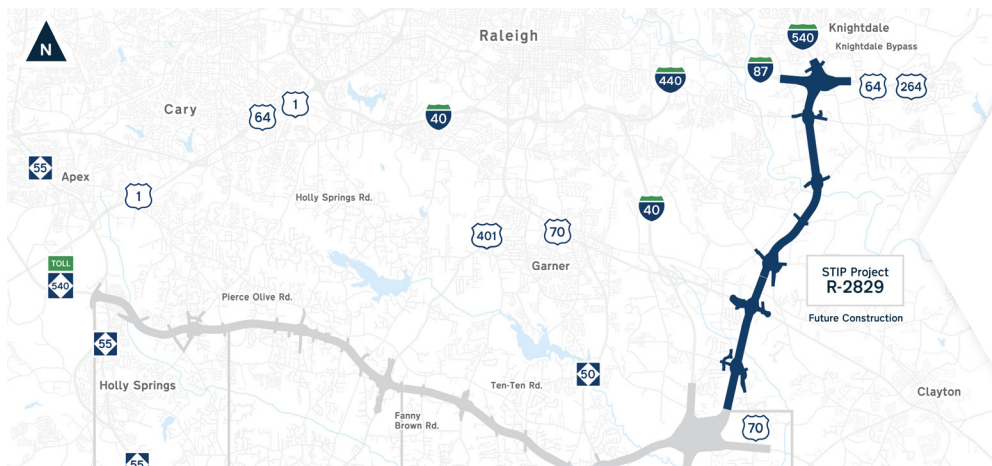 N
Raleigh
540
Knightdale
Knightdale Bypass
87
440
64
264
Cary
1
64
40
55
Apex
1
Holly Springs Rd.
40
401
70
Garner
TOLL
540
STIP Project
R-2829
Future Construction
Pierce Olive Rd.
55
Holly Springs
50
Ten-Ten Rd.
Clayton
Fanny
Brown Rd.
70
55